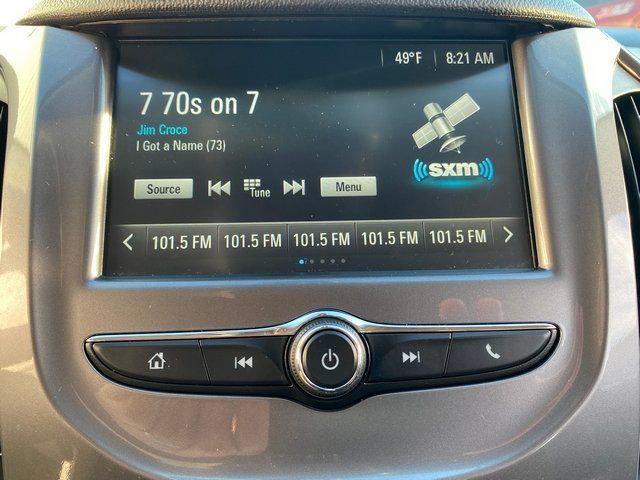 49°F 8:21 AM
7 70s on 7
Jim Croce
I Got a Name (73)
((sxm))
Source Tune Menu
101.5 FM 101.5 FM 101.5 FM 101.5 FM 101.5 FM